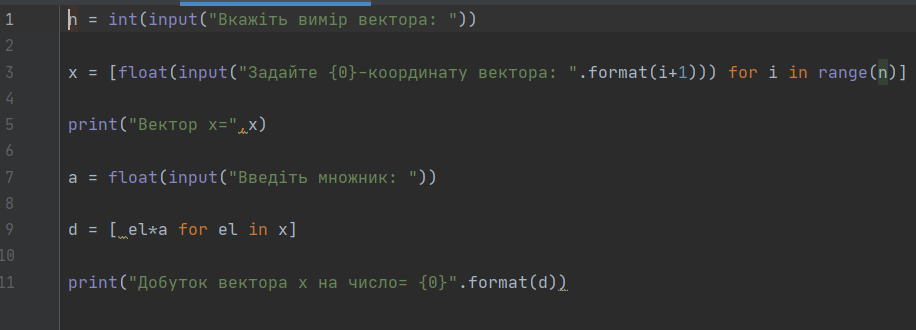 1 n = int(input("Вкажіть вимір вектора: "))
2
3 x = [float(input("Задайте {0}-координату вектора: ".format(i+1))) for i in range(n)]
4
5 print("Вектор x=",x)
6
7 a = float(input("Введіть множник: "))
8
9 d = [ el*a for el in x]
10
11 print("Добуток вектора x на число= {0}".format(d))